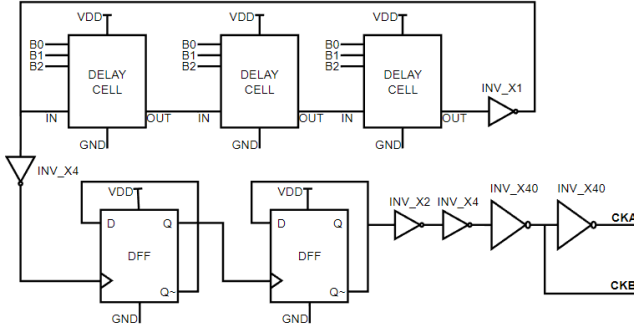 VDD VDD VDD
B0 B0 B0
B1 B1 B1
B2 B2 B2
DELAY CELL
DELAY CELL
DELAY CELL
INV_X1
IN OUT IN OUT IN OUT
GND GND GND
INV_X4
VDD VDD
D Q D Q
DFF DFF
Q~ Q~
GND GND
INV_X2 INV_X4 INV_X40 INV_X40
CKA
CKB